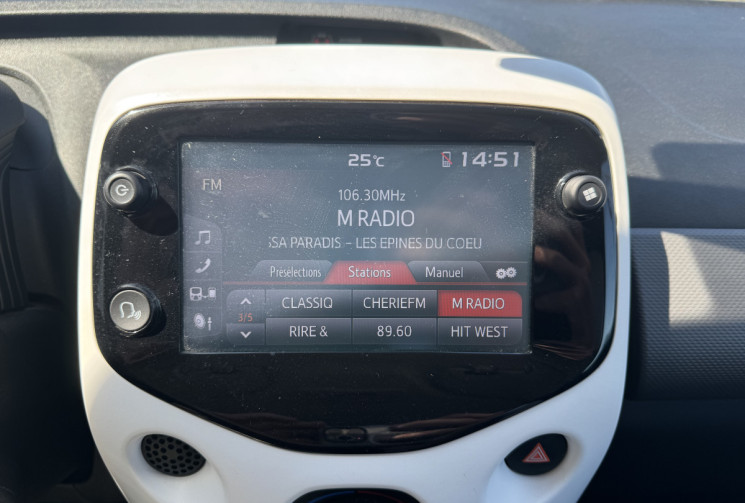 25°C 14:51
FM
106.30MHz
M RADIO
SA PARADIS - LES EPINES DU COEU
Présélections Stations Manuel
CLASSIQ CHERIEFM M RADIO
3/5
RIRE & 89.60 HIT WEST